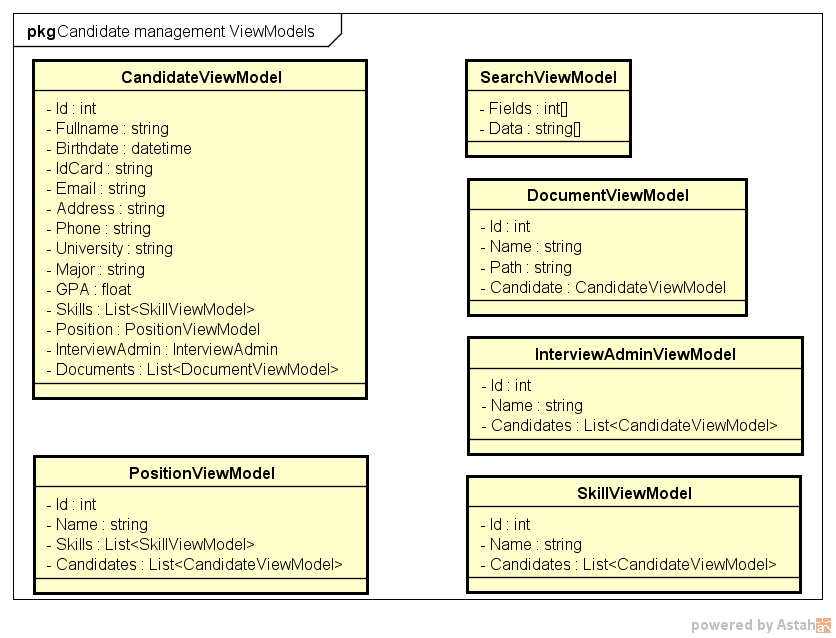 pkg Candidate management ViewModels
CandidateViewModel
- Id : int
- Fullname : string
- Birthdate : datetime
- IdCard : string
- Email : string
- Address : string
- Phone : string
- University : string
- Major : string
- GPA : float
- Skills : List<SkillViewModel>
- Position : PositionViewModel
- InterviewAdmin : InterviewAdmin
- Documents : List<DocumentViewModel>
PositionViewModel
- Id : int
- Name : string
- Skills : List<SkillViewModel>
- Candidates : List<CandidateViewModel>
SearchViewModel
- Fields : int[]
- Data : string[]
DocumentViewModel
- Id : int
- Name : string
- Path : string
- Candidate : CandidateViewModel
InterviewAdminViewModel
- Id : int
- Name : string
- Candidates : List<CandidateViewModel>
SkillViewModel
- Id : int
- Name : string
- Candidates : List<CandidateViewModel>
powered by Astah